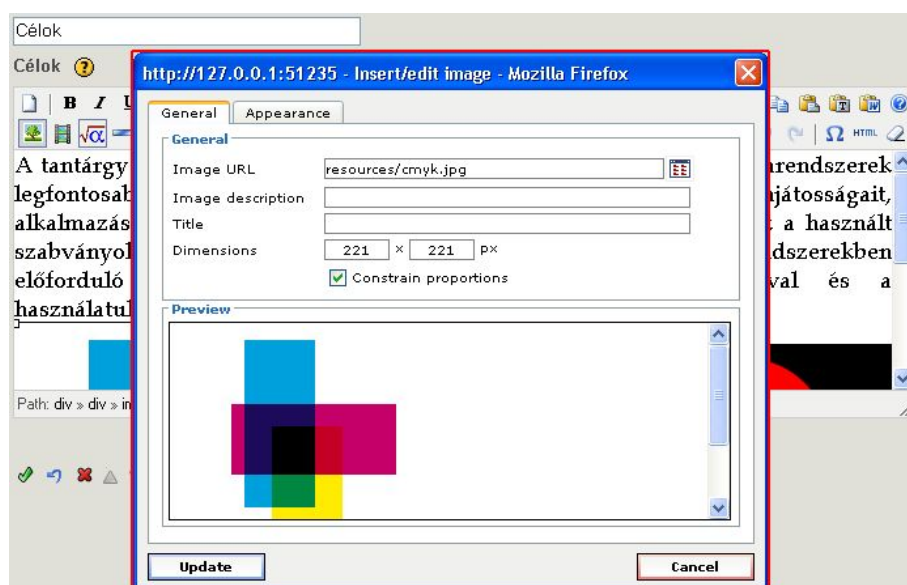 Célok
Célok ?
http://127.0.0.1:51235 - Insert/edit image - Mozilla Firefox
B I U
HTML
General Appearance
General
Image URL resources/cmyk.jpg
Image description
Title
Dimensions 221 × 221 px
Constrain proportions
Preview
A tantárgy
legfontosab
alkalmazás
szabványol
előforduló
használatul
rendszerek
játosságait,
a használt
dszerekben
val és a
Path: div » div » in
Update Cancel